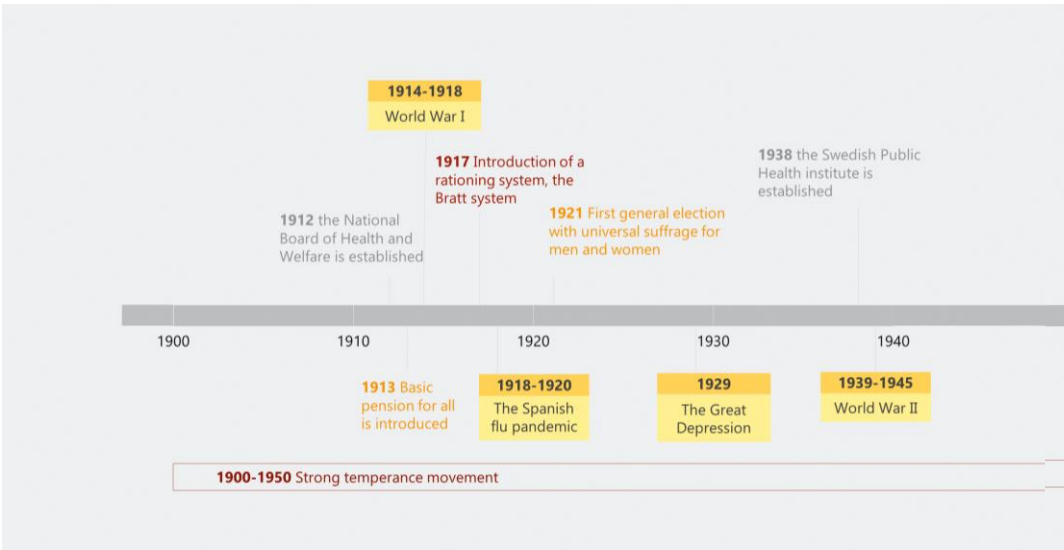 1914-1918
World War I
1917 Introduction of a
rationing system, the
Bratt system
1938 the Swedish Public
Health institute is
established
1912 the National
Board of Health and
Welfare is established
1921 First general election
with universal suffrage for
men and women
1900
1910
1920
1930
1940
1913 Basic
pension for all
is introduced
1918-1920
The Spanish
flu pandemic
1929
The Great
Depression
1939-1945
World War II
1900-1950 Strong temperance movement